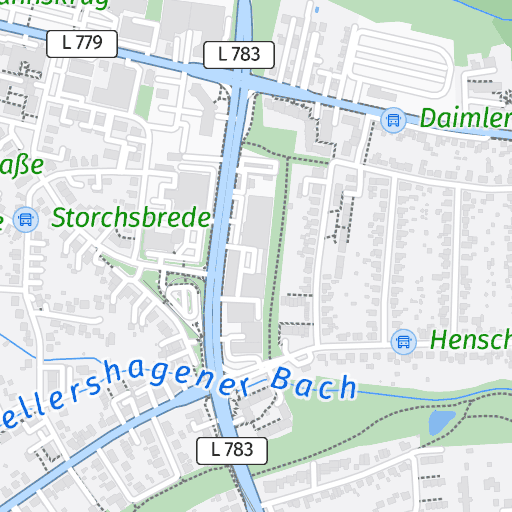 L 779
L 783
Daimler
aße
Storchsbrede
Hensch
ellershagener Bach
L 783